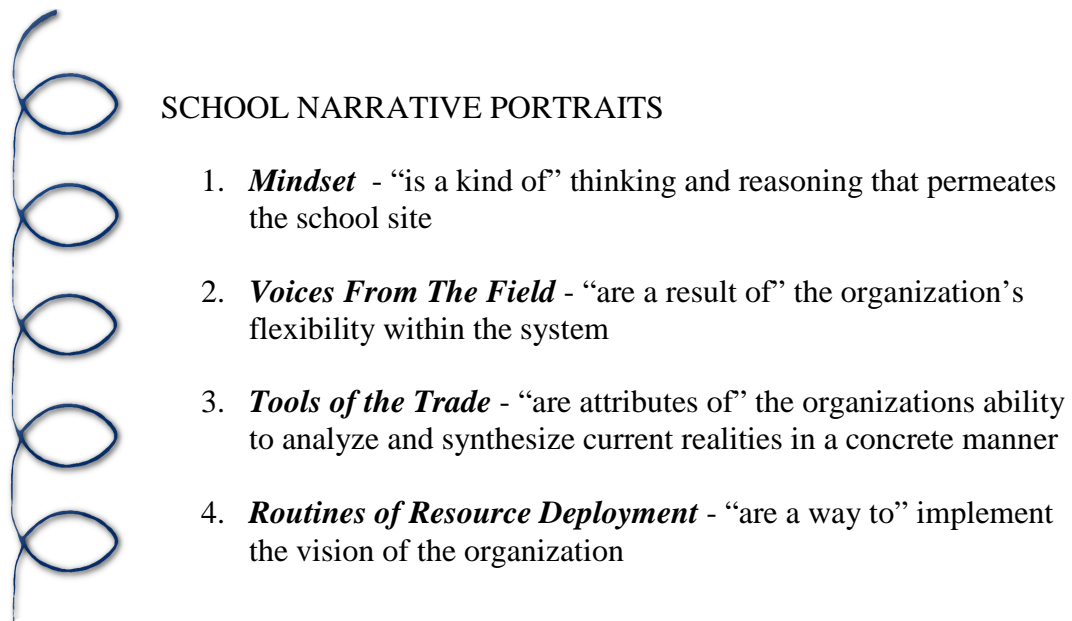 SCHOOL NARRATIVE PORTRAITS
1. Mindset - “is a kind of” thinking and reasoning that permeates
the school site
2. Voices From The Field - “are a result of” the organization’s
flexibility within the system
3. Tools of the Trade - “are attributes of” the organizations ability
to analyze and synthesize current realities in a concrete manner
4. Routines of Resource Deployment - “are a way to” implement
the vision of the organization